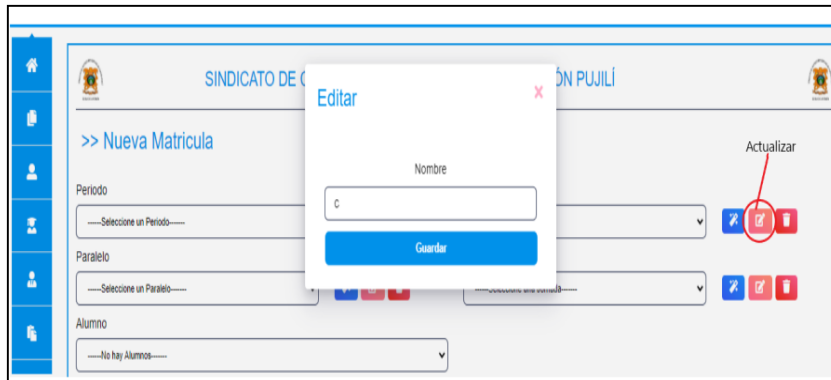 SINDICATO DE
ÓN PUJILÍ
Editar
X
>> Nueva Matricula
Actualizar
Nombre
Periodo
c
------Seleccione un Periodo-------
Guardar
Paralelo
------Seleccione un Paralelo-------
Alumno
------No hay Alumnos-------